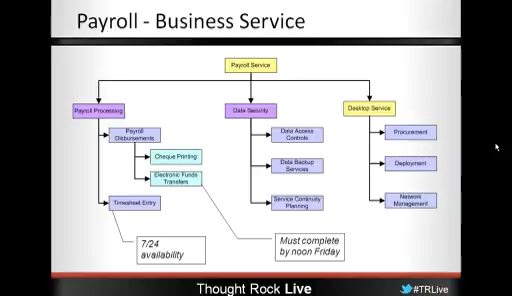 Payroll - Business Service
Payroll Service
Payroll Processing
Data Security
Desktop Service
Payroll
Disbursements
Data Access
Controls
Procurement
Cheque Printing
Data Backup
Services
Deployment
Electronic Funds
Transfers
Timesheet Entry
Service Continuity
Planning
Network
Management
7/24
availability
Must complete
by noon Friday
Thought Rock Live
#TRLive